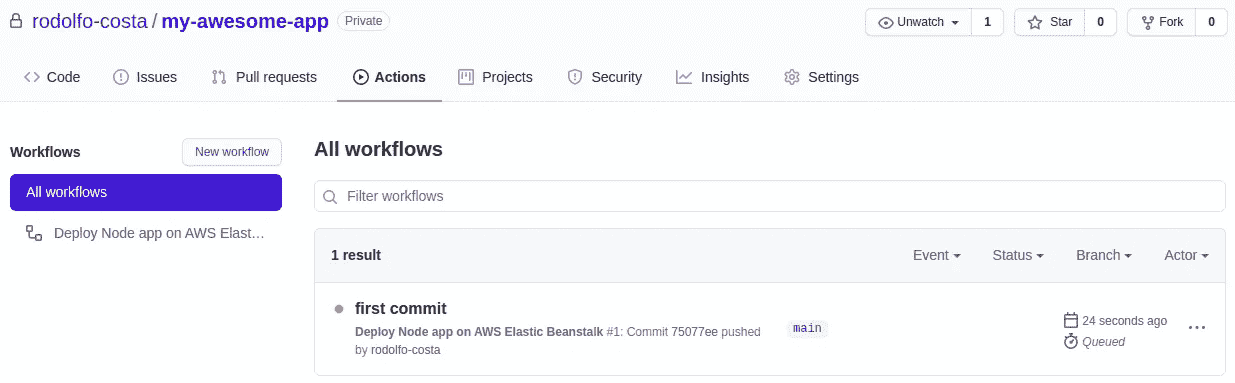 rodolfo-costa / my-awesome-app Private Unwatch 1 Star 0 Fork 0
Code Issues Pull requests Actions Projects Security Insights Settings
Workflows New workflow
All workflows
Deploy Node app on AWS Elast...
All workflows
Filter workflows
1 result Event Status Branch Actor
first commit
Deploy Node app on AWS Elastic Beanstalk #1: Commit 75077ee pushed
by rodolfo-costa
main
24 seconds ago
Queued